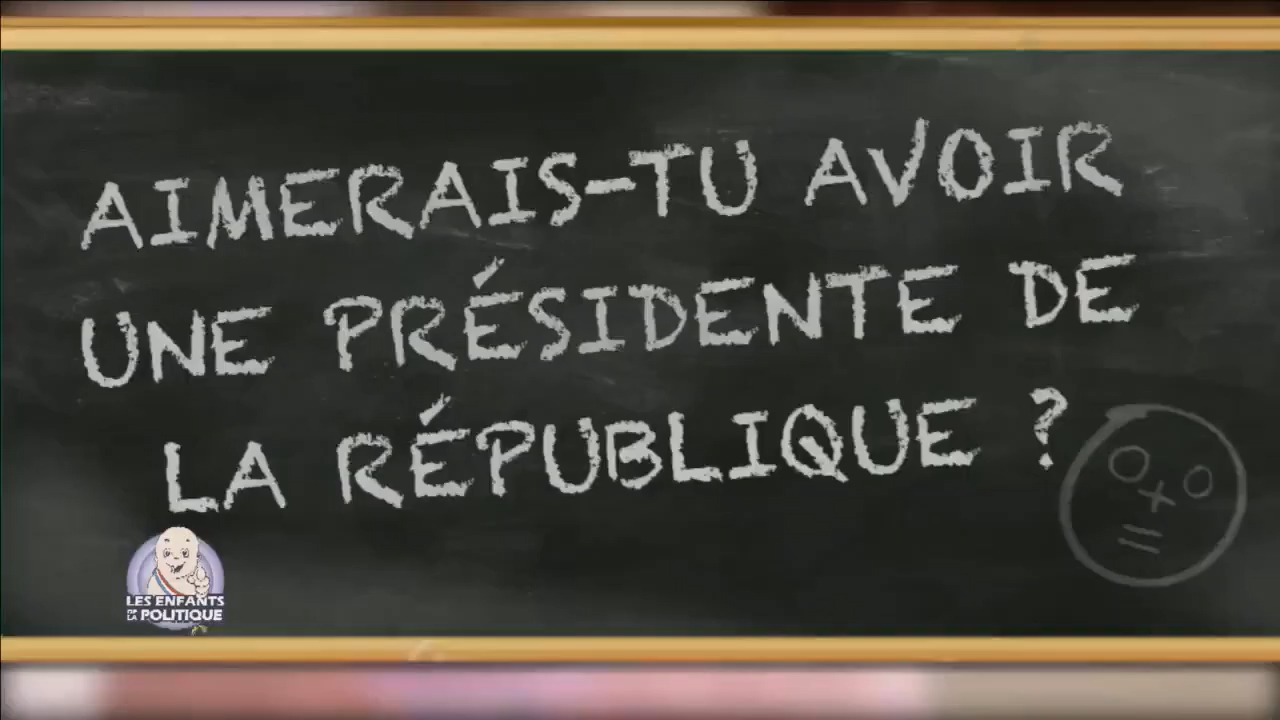 AIMERAIS-TU AVOIR
UNE PRÉSIDENTE DE
LA RÉPUBLIQUE ?
LES ENFANTS
DE LA POLITIQUE